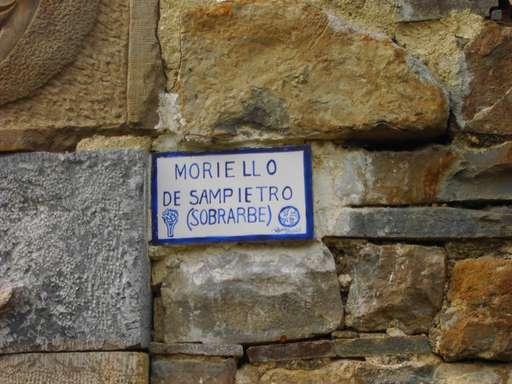 MORIELLO
DE SAMPIETRO
(SOBRARBE)